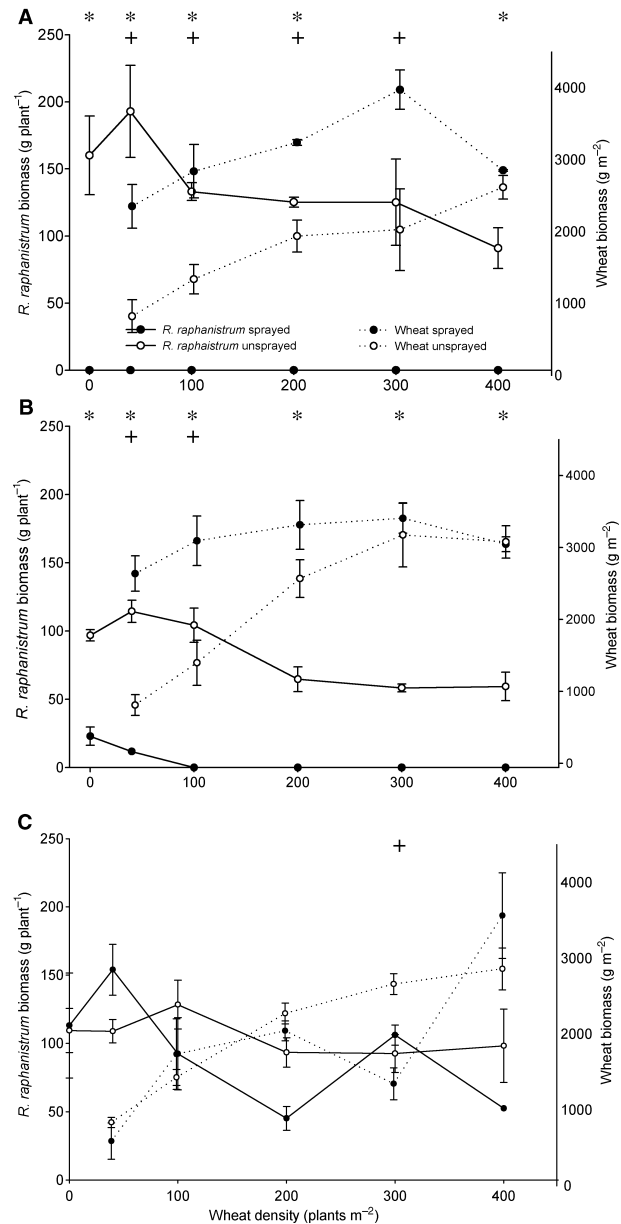 A
* * * * *
+ + + +
250
200
150
100
50
0
R. raphanistrum biomass (g plant⁻¹)
4000
3000
2000
1000
0
Wheat biomass (g m⁻²)
R. raphanistrum sprayed
R. raphaistrum unsprayed
Wheat sprayed
Wheat unsprayed
0 100 200 300 400
B
* * * * * *
+ +
250
200
150
100
50
0
R. raphanistrum biomass (g plant⁻¹)
4000
3000
2000
1000
0
Wheat biomass (g m⁻²)
0 100 200 300 400
C
+
250
200
150
100
50
0
R. raphanistrum biomass (g plant⁻¹)
4000
3000
2000
1000
0
Wheat biomass (g m⁻²)
0 100 200 300 400
Wheat density (plants m⁻²)